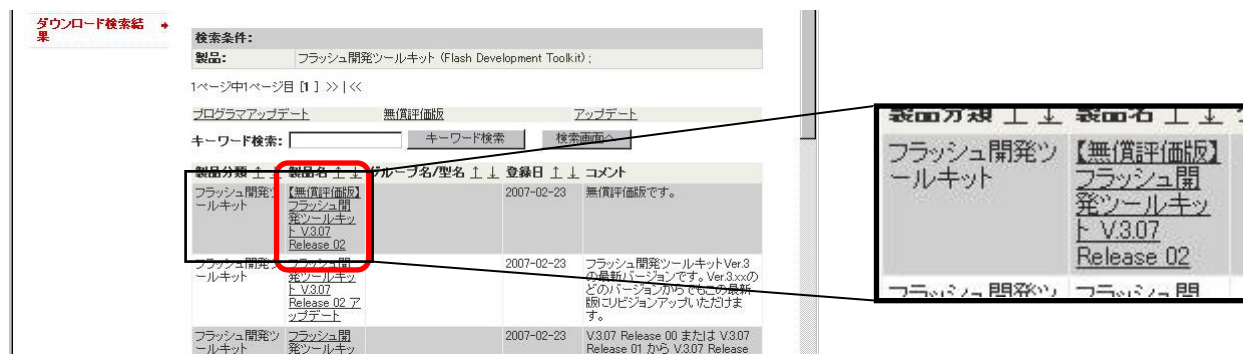 ダウンロード検索結
果
検索条件:
製品: フラッシュ開発ツールキット (Flash Development Toolkit) ;
1ページ中1ページ目 [1 ] >> | <<
プログラマアップデート 無償評価版 アップデート
キーワード検索: キーワード検索 検索画面へ
製品分類 ↑ ↓ 製品名 ↑ ↓ グループ名/型名 ↑ ↓ 登録日 ↑ ↓ コメント
フラッシュ開発ツ 【無償評価版】 2007-02-23 無償評価版です。
ールキット フラッシュ開
発ツールキッ
ト V.3.07
Release 02
フラッシュ開発ツ フラッシュ開 2007-02-23 フラッシュ開発ツールキットVer.3
ールキット 発ツールキッ の最新バージョンです。Ver.3.xxの
ト V.3.07 どのバージョンからでもこの最新
Release 02 ア 版にリビジョンアップいただけま
ップデート す。
フラッシュ開発ツ フラッシュ開 2007-02-23 V.3.07 Release 00 または V.3.07
ールキット 発ツールキッ Release 01 から V.3.07 Release
製品分類 ↑ ↓ 製品名 ↑ ↓
フラッシュ開発ツ 【無償評価版】
ールキット フラッシュ開
発ツールキッ
ト V.3.07
Release 02
フラッシュ開発ツ フラッシュ開